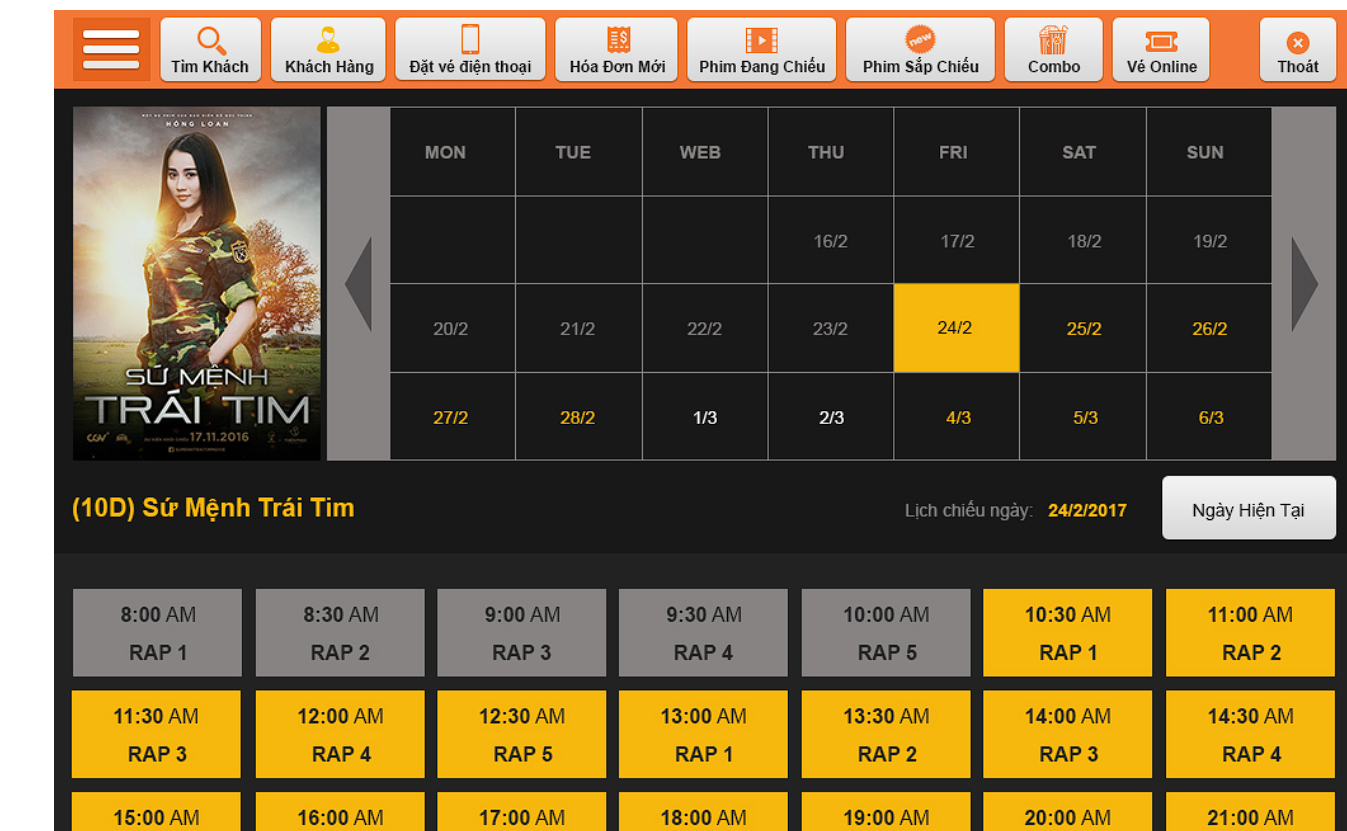 Tìm Khách
Khách Hàng
Đặt vé điện thoại
Hóa Đơn Mới
Phim Đang Chiếu
new
Phim Sắp Chiếu
Combo
Vé Online
Thoát
HỒNG LOAN
SỨ MỆNH
TRÁI TIM
CGV
17.11.2016
MON TUE WEB THU FRI SAT SUN
16/2 17/2 18/2 19/2
20/2 21/2 22/2 23/2 24/2 25/2 26/2
27/2 28/2 1/3 2/3 4/3 5/3 6/3
(10D) Sứ Mệnh Trái Tim
Lịch chiếu ngày: 24/2/2017
Ngày Hiện Tại
8:00 AM 8:30 AM 9:00 AM 9:30 AM 10:00 AM 10:30 AM 11:00 AM
RAP 1 RAP 2 RAP 3 RAP 4 RAP 5 RAP 1 RAP 2
11:30 AM 12:00 AM 12:30 AM 13:00 AM 13:30 AM 14:00 AM 14:30 AM
RAP 3 RAP 4 RAP 5 RAP 1 RAP 2 RAP 3 RAP 4
15:00 AM 16:00 AM 17:00 AM 18:00 AM 19:00 AM 20:00 AM 21:00 AM